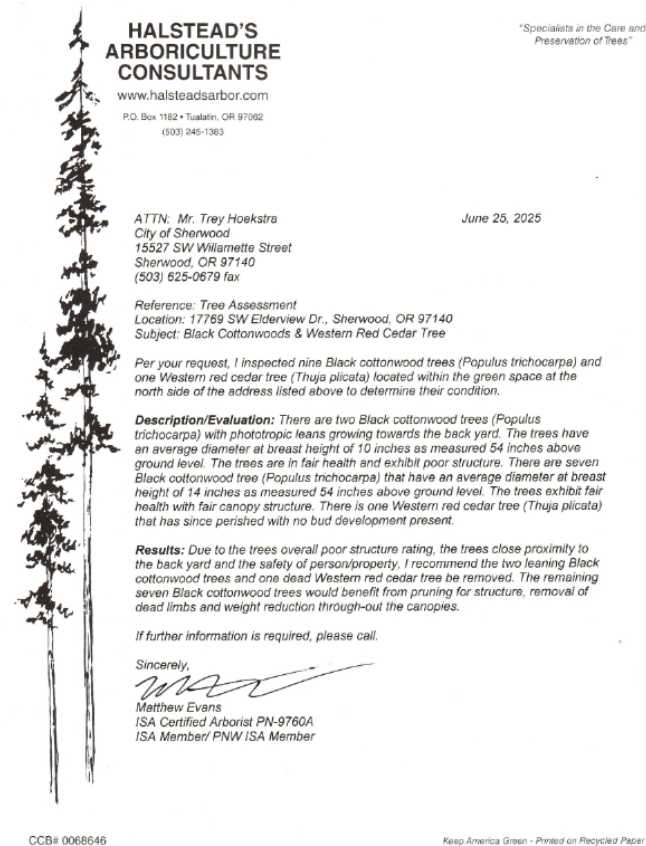 HALSTEAD'S
ARBORICULTURE
CONSULTANTS
www.halsteadsarbor.com
P.O. Box 1182 • Tualatin, OR 97062
(503) 245-1383
"Specialists in the Care and
Preservation of Trees"
ATTN: Mr. Trey Hoekstra
June 25, 2025
City of Sherwood
15527 SW Willamette Street
Sherwood, OR 97140
(503) 625-0679 fax
Reference: Tree Assessment
Location: 17769 SW Elderview Dr., Sherwood, OR 97140
Subject: Black Cottonwoods & Western Red Cedar Tree
Per your request, I inspected nine Black cottonwood trees (Populus trichocarpa) and
one Western red cedar tree (Thuja plicata) located within the green space at the
north side of the address listed above to determine their condition.
Description/Evaluation: There are two Black cottonwood trees (Populus
trichocarpa) with phototropic leans growing towards the back yard. The trees have
an average diameter at breast height of 10 inches as measured 54 inches above
ground level. The trees are in fair health and exhibit poor structure. There are seven
Black cottonwood tree (Populus trichocarpa) that have an average diameter at breast
height of 14 inches as measured 54 inches above ground level. The trees exhibit fair
health with fair canopy structure. There is one Western red cedar tree (Thuja plicata)
that has since perished with no bud development present.
Results: Due to the trees overall poor structure rating, the trees close proximity to
the back yard and the safety of person/property, I recommend the two leaning Black
cottonwood trees and one dead Western red cedar tree be removed. The remaining
seven Black cottonwood trees would benefit from pruning for structure, removal of
dead limbs and weight reduction through-out the canopies.
If further information is required, please call.
Sincerely,
Matthew Evans
ISA Certified Arborist PN-9760A
ISA Member/ PNW ISA Member
CCB# 0068646
Keep America Green - Printed on Recycled Paper